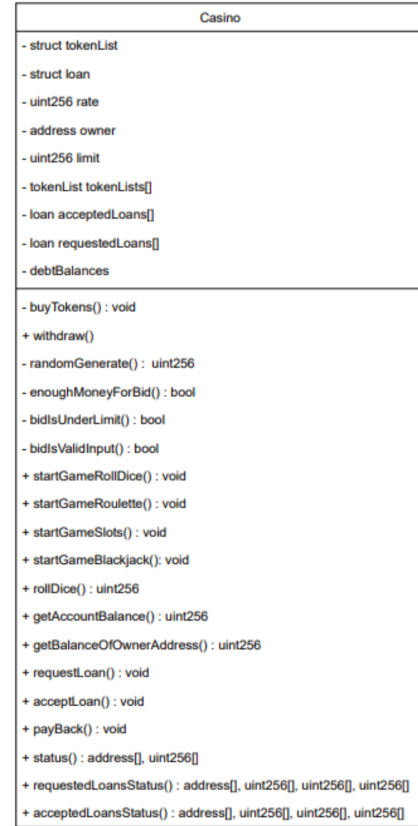 Casino
- struct tokenList
- struct loan
- uint256 rate
- address owner
- uint256 limit
- tokenList tokenLists[]
- loan acceptedLoans[]
- loan requestedLoans[]
- debtBalances
- buyTokens() : void
+ withdraw()
- randomGenerate() :  uint256
- enoughMoneyForBid() : bool
- bidIsUnderLimit() : bool
- bidIsValidInput() : bool
+ startGameRollDice() : void
+ startGameRoulette() : void
+ startGameSlots() : void
+ startGameBlackjack(): void
+ rollDice() : uint256
+ getAccountBalance() : uint256
+ getBalanceOfOwnerAddress() : uint256
+ requestLoan() : void
+ acceptLoan() : void
+ payBack() : void
+ status() : address[], uint256[]
+ requestedLoansStatus() : address[], uint256[], uint256[], uint256[]
+ acceptedLoansStatus() : address[], uint256[], uint256[], uint256[]